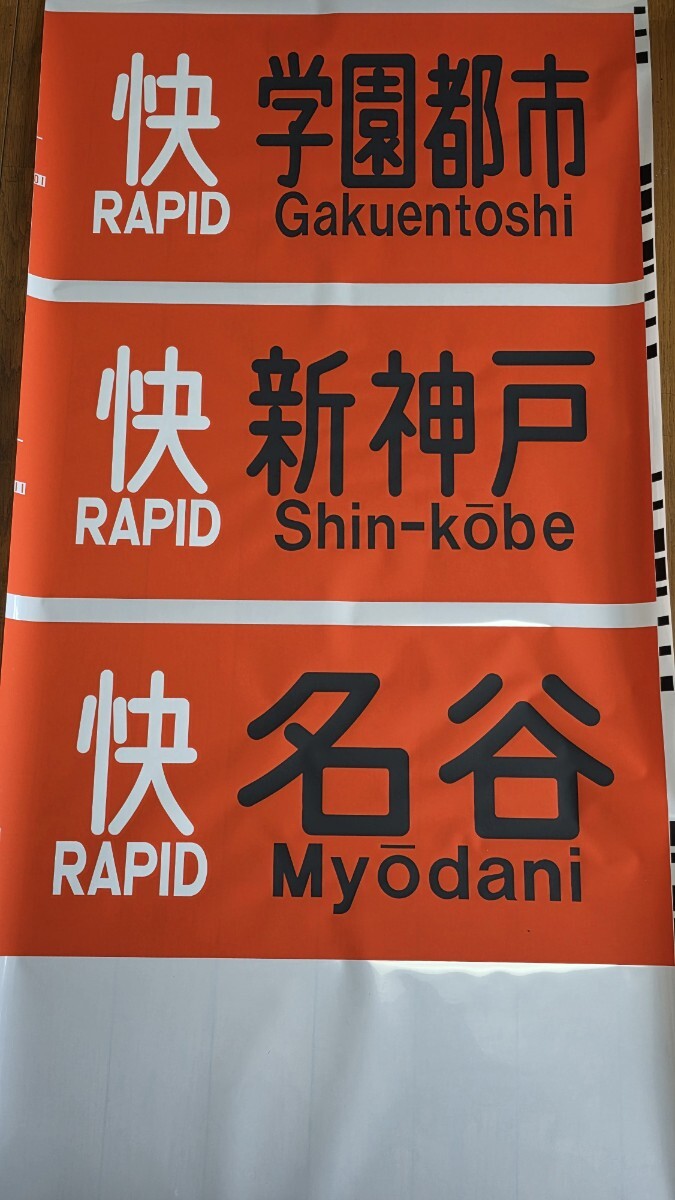 快 学園都市
RAPID Gakuentoshi
快 新神戸
RAPID Shin-kōbe
快 名谷
RAPID Myōdani